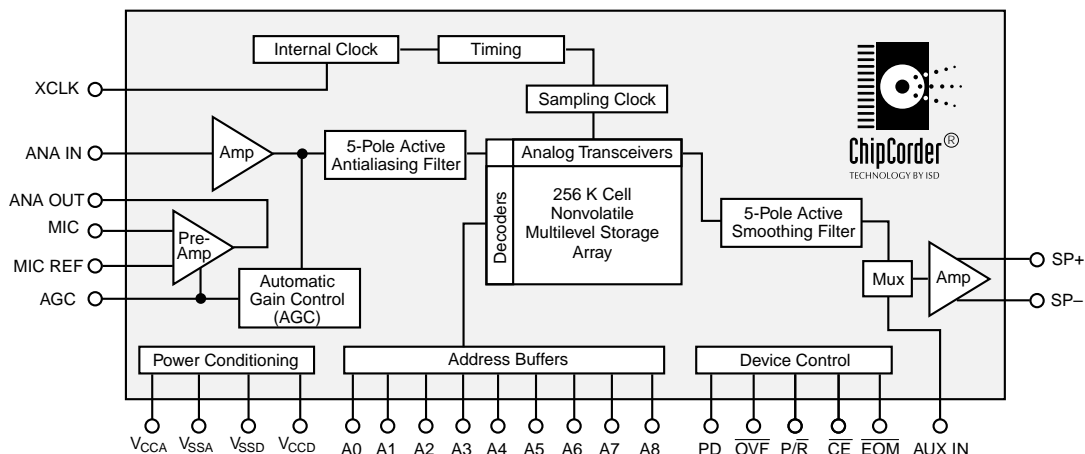 Internal Clock
Timing
XCLK
Sampling Clock
ChipCorder®
TECHNOLOGY BY ISD
ANA IN
Amp
5-Pole Active
Antialiasing Filter
Analog Transceivers
Decoders
256 K Cell
Nonvolatile
Multilevel Storage
Array
ANA OUT
MIC
MIC REF
AGC
Pre-
Amp
Automatic
Gain Control
(AGC)
5-Pole Active
Smoothing Filter
Mux
Amp
SP+
SP–
Power Conditioning
Address Buffers
Device Control
VCCA VSSA VSSD VCCD A0 A1 A2 A3 A4 A5 A6 A7 A8 PD O̅V̅F̅ P/R̅ C̅E̅ E̅O̅M̅ AUX IN